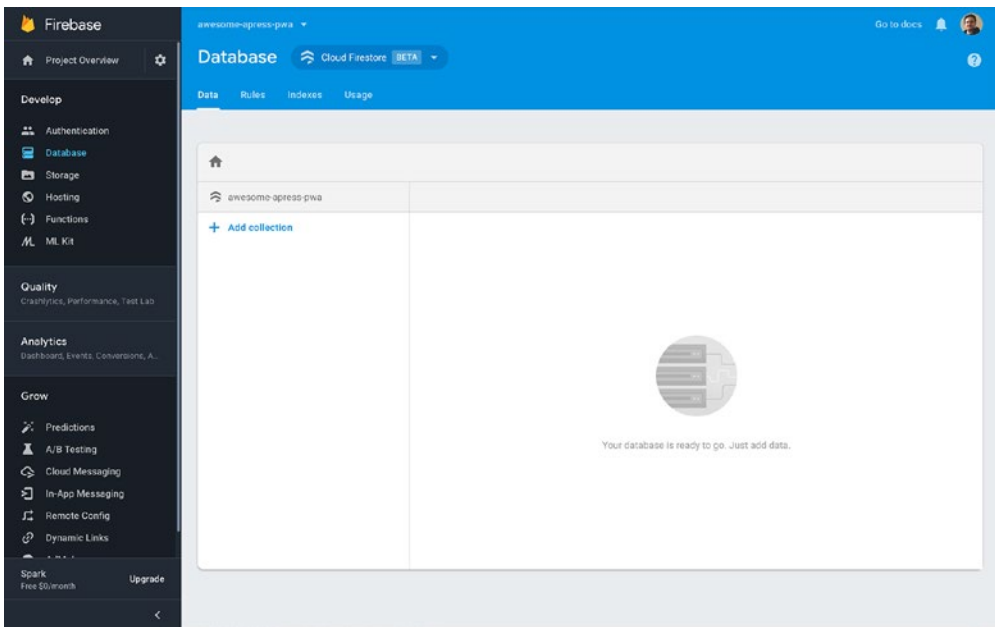 Firebase
Project Overview
Develop
Authentication
Database
Storage
Hosting
Functions
ML Kit
Quality
Crashlytics, Performance, Test Lab
Analytics
Dashboard, Events, Conversions, A...
Grow
Predictions
A/B Testing
Cloud Messaging
In-App Messaging
Remote Config
Dynamic Links
Spark
Free $0/month
Upgrade
awesome-apress-pwa
Go to docs
Database
Cloud Firestore BETA
Data Rules Indexes Usage
awesome-apress-pwa
Add collection
Your database is ready to go. Just add data.